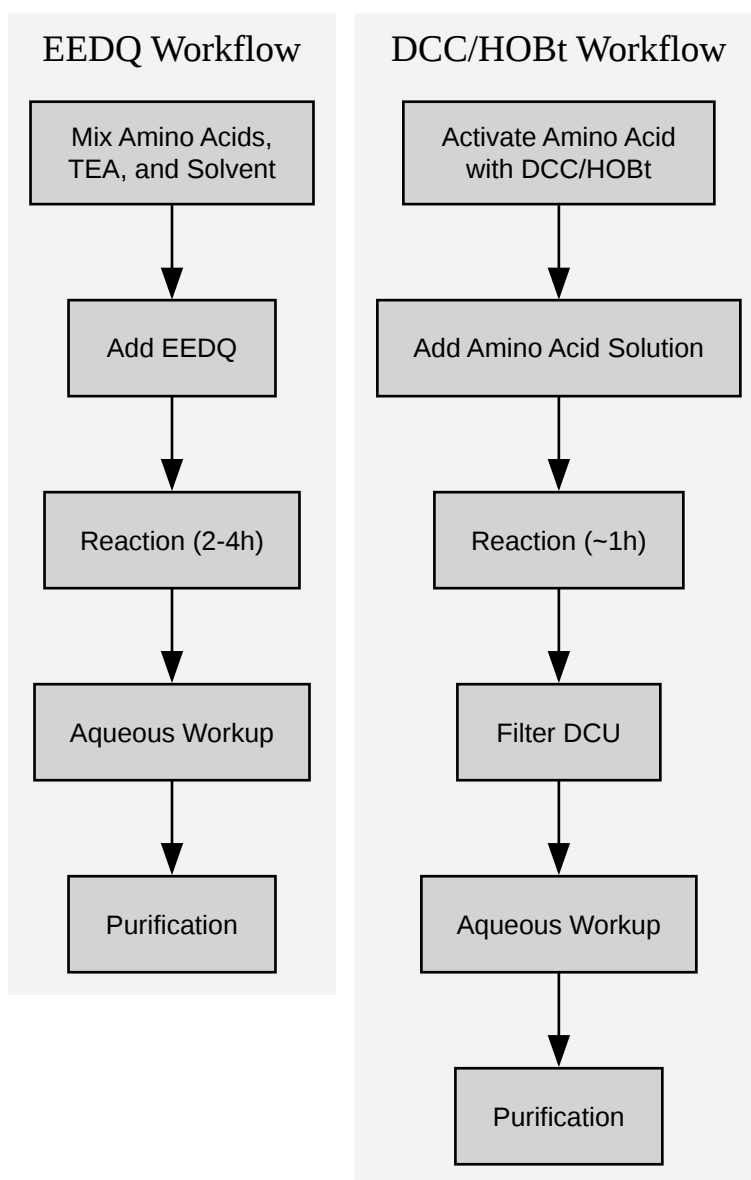 EEDQ Workflow
Mix Amino Acids,
TEA, and Solvent
Add EEDQ
Reaction (2-4h)
Aqueous Workup
Purification
DCC/HOBt Workflow
Activate Amino Acid
with DCC/HOBt
Add Amino Acid Solution
Reaction (~1h)
Filter DCU
Aqueous Workup
Purification